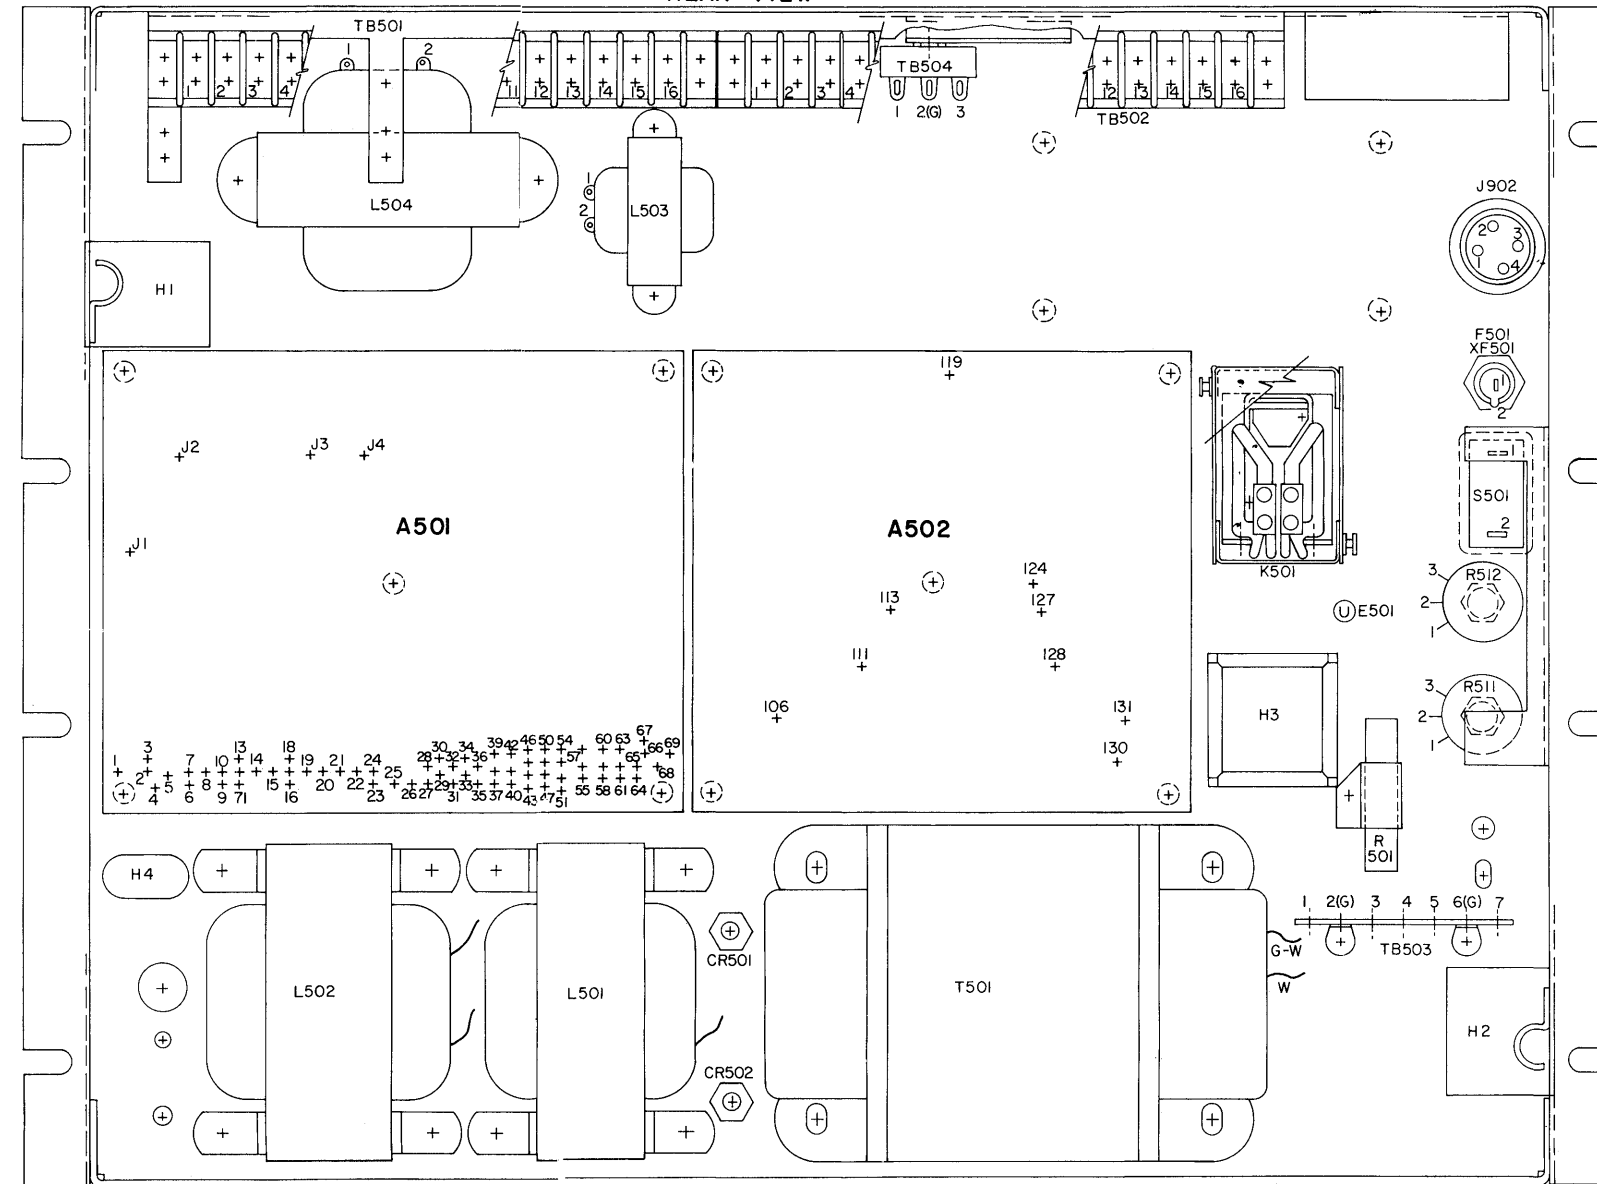 REAR VIEW
TB501
1 2
1 2 3 4
11 12 13 14 15 16
1 2 3 4
TB504
1 2(G) 3
12 13 14 15 16
TB502
L504
1
2
L503
J902
2 3
1 4
H1
F501
XF501
1
2
119
J2 J3 J4
J1
A501
A502
1
S501
2
K501
124
113
127
E501
3
R512
2
1
111
128
106
131
130
H3
3
R511
2
1
67
39 42 46 50 54 60 63
3 13 18 30 34 66 69
1 7 10 14 19 21 24 28 32 36 57 65
2 5 8 15 20 22 25 68
4 6 9 71 16 23 26 27 29 31 33 35 37 40 43 47 51 55 58 61 64
R
501
H4
1 2(G) 3 4 5 6(G) 7
TB503
CR501
G-W
W
L502
L501
T501
H2
CR502